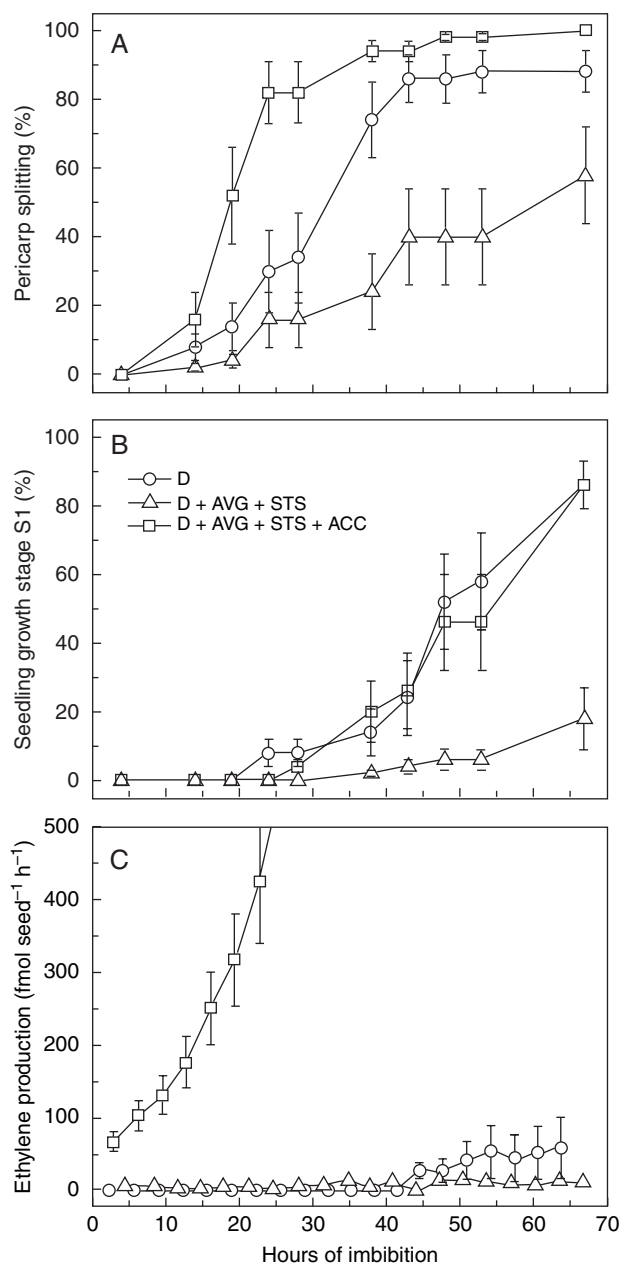 A
Pericarp splitting (%)
100
80
60
40
20
0
B
Seedling growth stage S1 (%)
100
80
60
40
20
0
D
D + AVG + STS
D + AVG + STS + ACC
C
Ethylene production (fmol seed⁻¹ h⁻¹)
500
400
300
200
100
0
0 10 20 30 40 50 60 70
Hours of imbibition